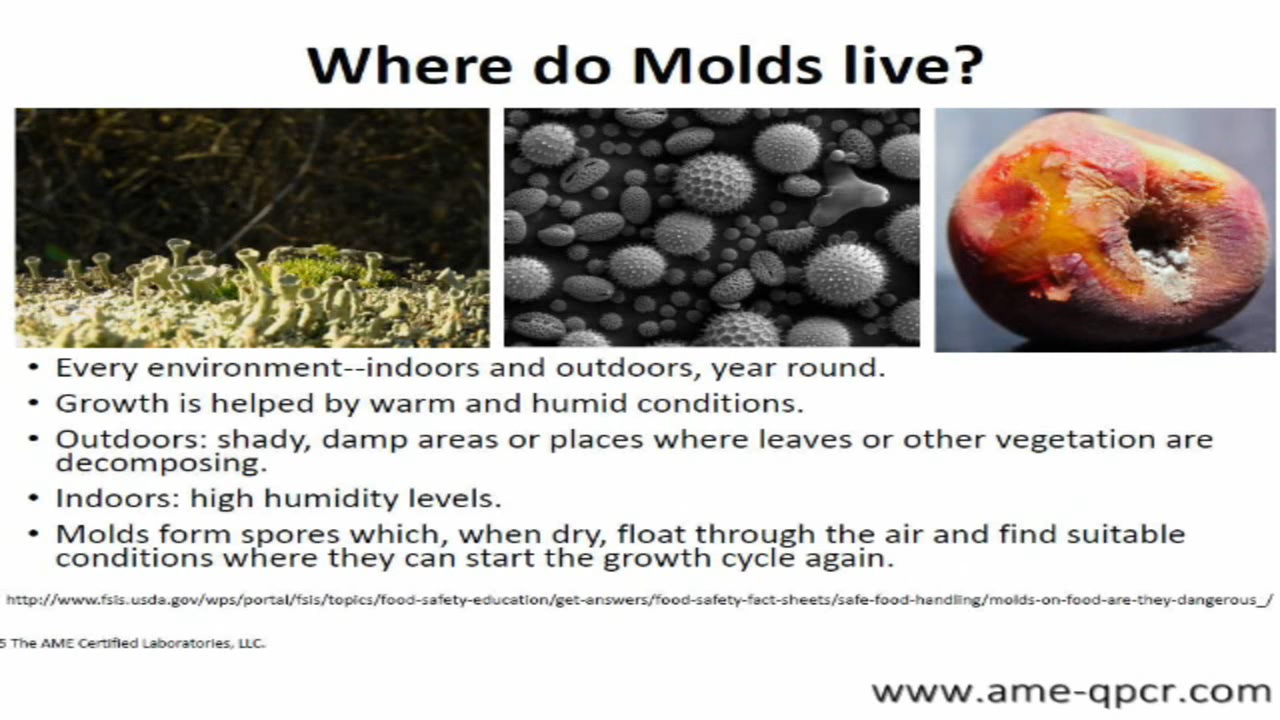 Where do Molds live?
• Every environment--indoors and outdoors, year round.
• Growth is helped by warm and humid conditions.
• Outdoors: shady, damp areas or places where leaves or other vegetation are
decomposing.
• Indoors: high humidity levels.
• Molds form spores which, when dry, float through the air and find suitable
conditions where they can start the growth cycle again.
http://www.fsis.usda.gov/wps/portal/fsis/topics/food-safety-education/get-answers/food-safety-fact-sheets/safe-food-handling/molds-on-food-are-they-dangerous_/
5 The AME Certified Laboratories, LLC.
www.ame-qpcr.com